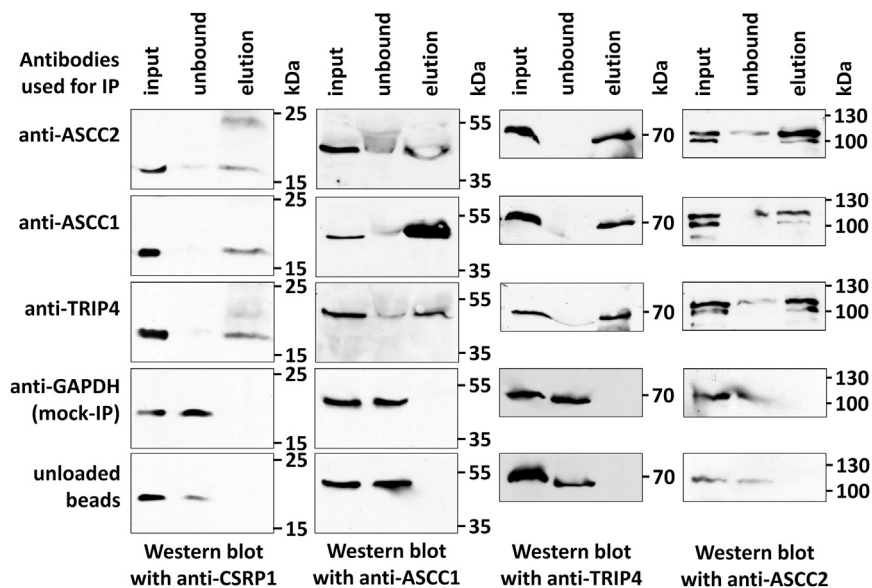 Antibodies
used for IP
input
unbound
elution
kDa
input
unbound
elution
kDa
input
unbound
elution
kDa
input
unbound
elution
kDa
anti-ASCC2
25
15
55
35
70
130
100
anti-ASCC1
25
15
55
35
70
130
100
anti-TRIP4
25
15
55
35
70
130
100
anti-GAPDH
(mock-IP)
25
15
55
35
70
130
100
unloaded
beads
25
15
55
35
70
130
100
Western blot
with anti-CSRP1
Western blot
with anti-ASCC1
Western blot
with anti-TRIP4
Western blot
with anti-ASCC2